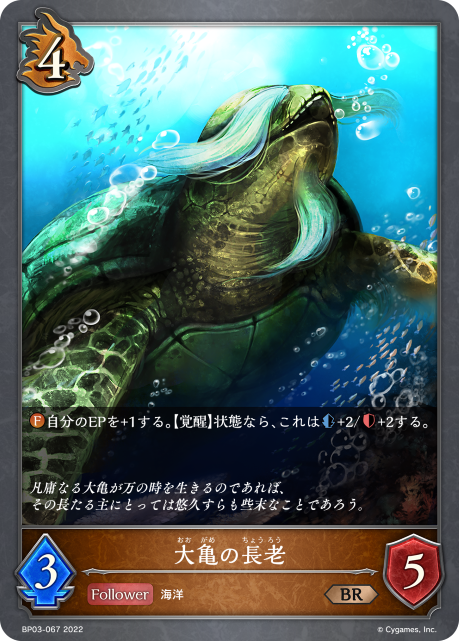 4
F自分のEPを+1する。【覚醒】状態なら、これは+2/+2する。
凡庸なる大亀が万の時を生きるのであれば、
その長たる主にとっては悠久すらも些末なことであろう。
おお がめ ちょう ろう
大亀の長老
3
5
Follower 海洋
BR
BP03-067 2022
© Cygames, Inc.